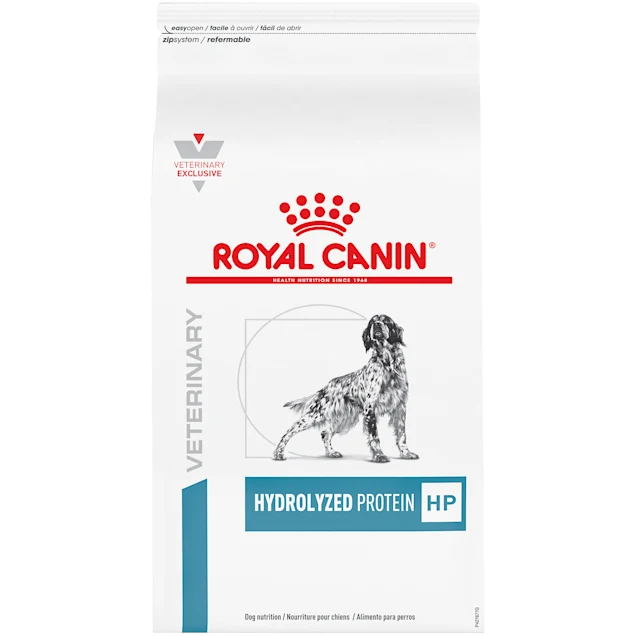 easyopen / facile à ouvrir / fácil de abrir
zipsystem / refermable
VETERINARY
EXCLUSIVE
ROYAL CANIN®
HEALTH NUTRITION SINCE 1968
VETERINARY
HYDROLYZED PROTEIN HP
Dog nutrition / Nourriture pour chiens / Alimento para perros